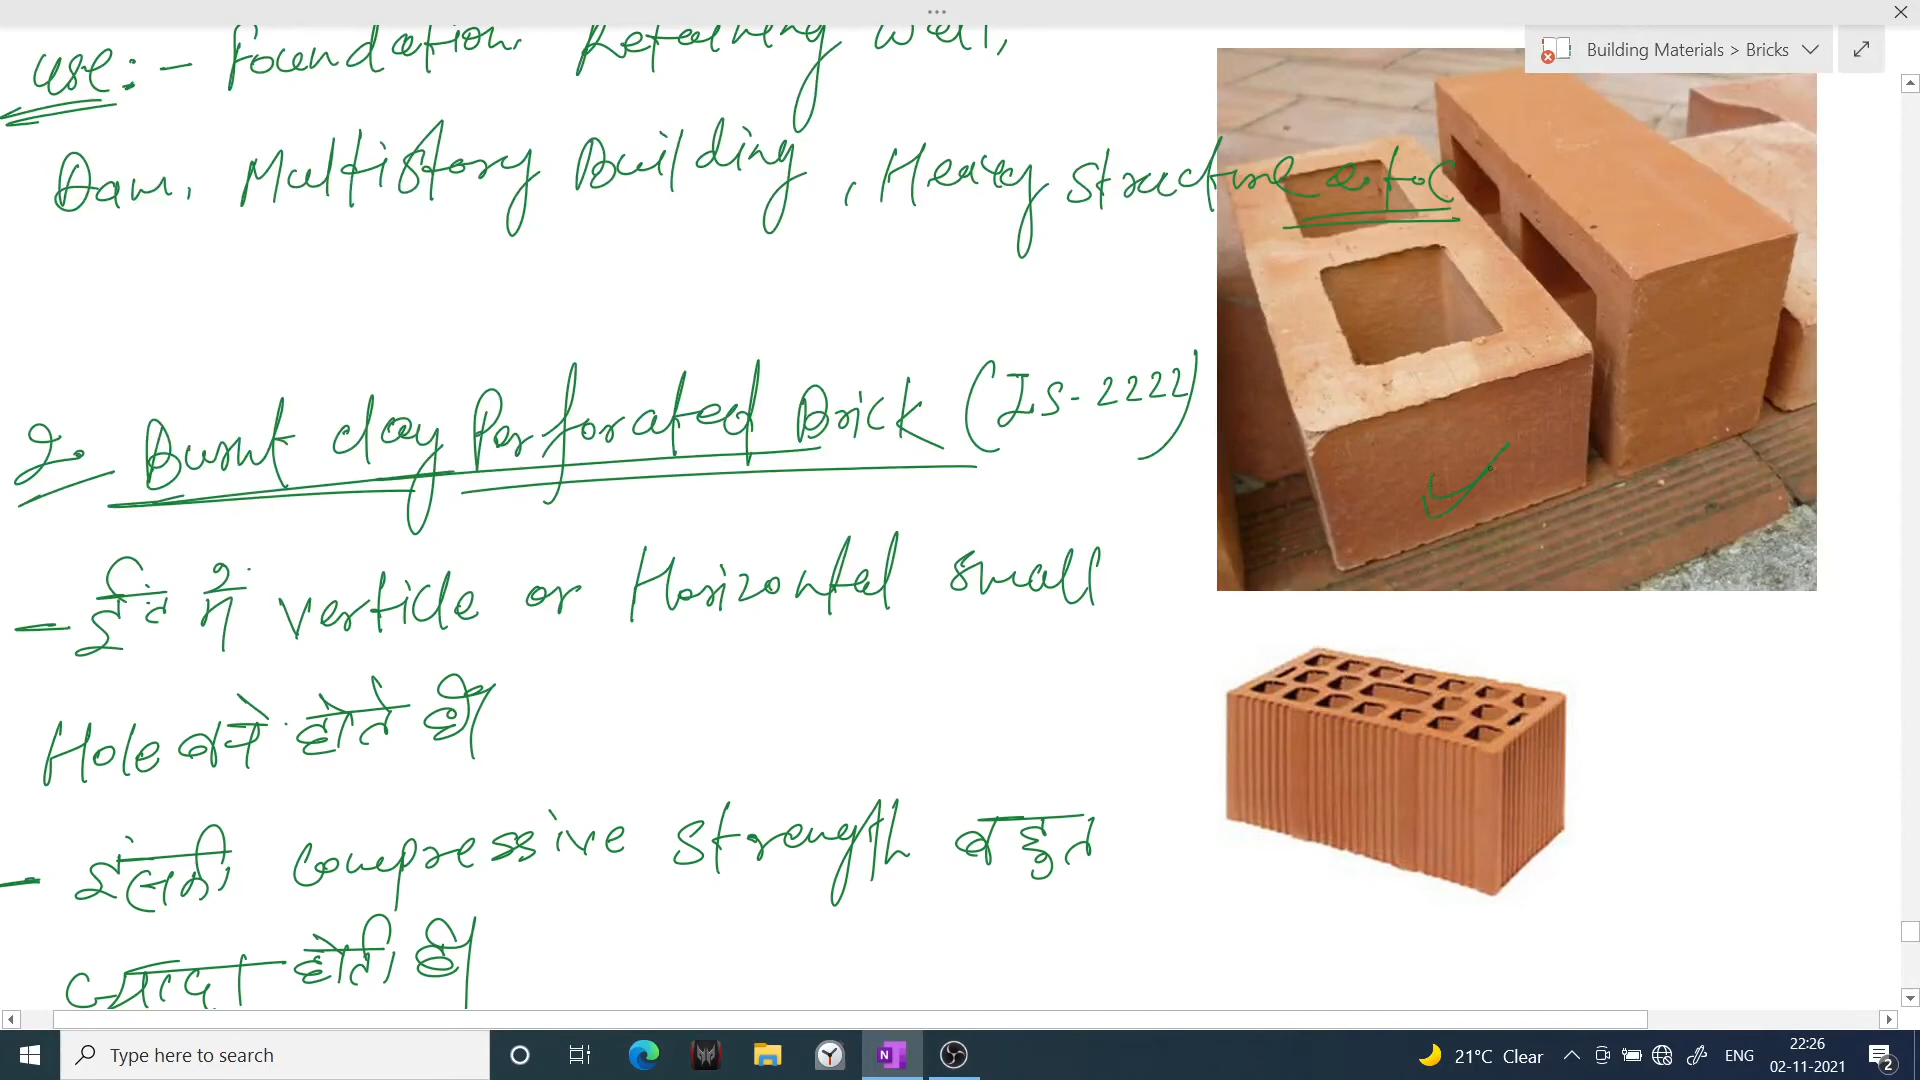 Building Materials > Bricks
Use :- Foundation, Retaining Wall,
Dam, Multistory Building, Heavy structure etc
2. Burnt clay Perforated Brick (IS-2222)
- ईंट में verticle or Horizontal small
Hole बने होते है
- इसकी compressive strength बहुत
ज्यादा होती है
Type here to search
21°C Clear
ENG
22:26
02-11-2021
2